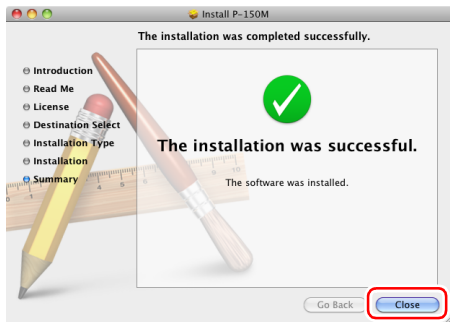 Install P-150M
The installation was completed successfully.
Introduction
Read Me
License
Destination Select
Installation Type
Installation
Summary
The installation was successful.
The software was installed.
Go Back
Close